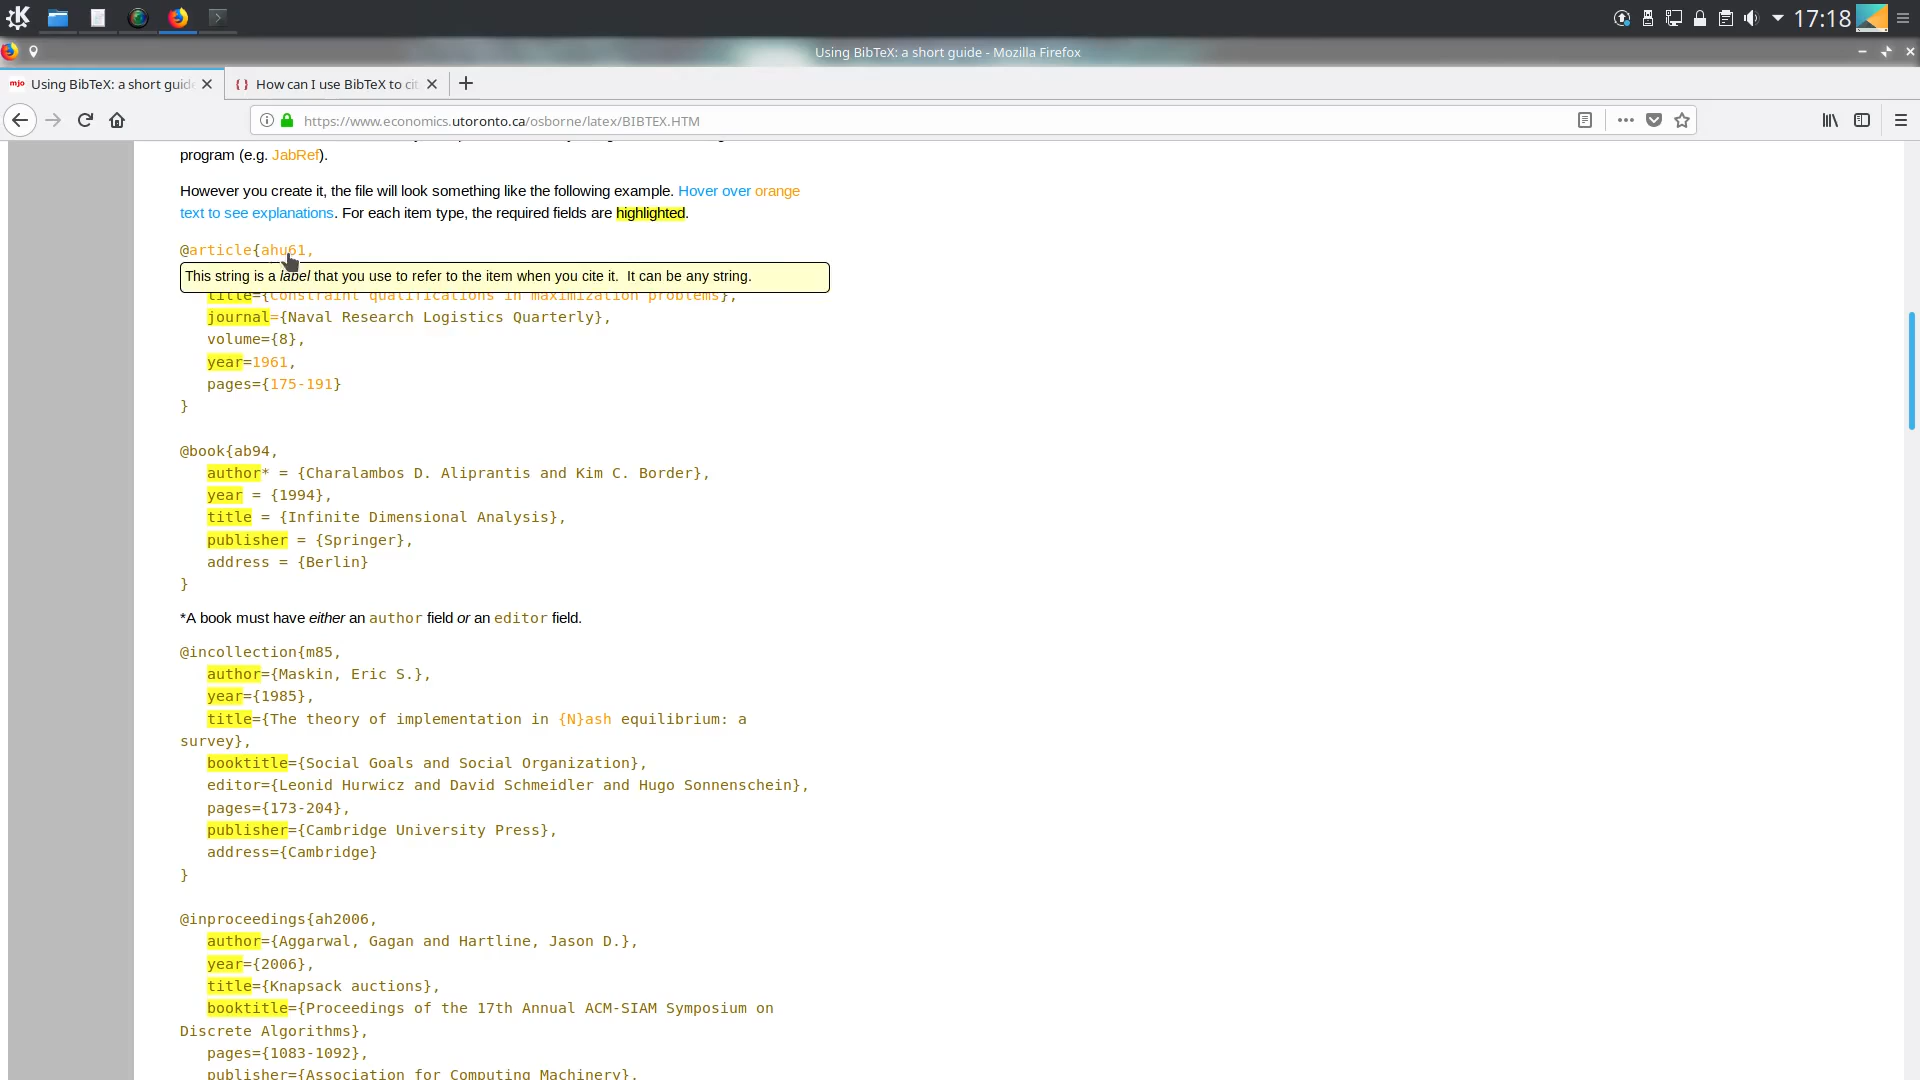 17:18
Using BibTeX: a short guide - Mozilla Firefox
mjo Using BibTeX: a short guid
{ } How can I use BibTeX to cit
https://www.economics.utoronto.ca/osborne/latex/BIBTEX.HTM
program (e.g. JabRef).
However you create it, the file will look something like the following example. Hover over orange
text to see explanations. For each item type, the required fields are highlighted.
@article{ahu61,
This string is a label that you use to refer to the item when you cite it.  It can be any string.
title={Constraint qualifications in maximization problems},
journal={Naval Research Logistics Quarterly},
volume={8},
year=1961,
pages={175-191}
}
@book{ab94,
author* = {Charalambos D. Aliprantis and Kim C. Border},
year = {1994},
title = {Infinite Dimensional Analysis},
publisher = {Springer},
address = {Berlin}
}
*A book must have either an author field or an editor field.
@incollection{m85,
author={Maskin, Eric S.},
year={1985},
title={The theory of implementation in {N}ash equilibrium: a
survey},
booktitle={Social Goals and Social Organization},
editor={Leonid Hurwicz and David Schmeidler and Hugo Sonnenschein},
pages={173-204},
publisher={Cambridge University Press},
address={Cambridge}
}
@inproceedings{ah2006,
author={Aggarwal, Gagan and Hartline, Jason D.},
year={2006},
title={Knapsack auctions},
booktitle={Proceedings of the 17th Annual ACM-SIAM Symposium on
Discrete Algorithms},
pages={1083-1092},
publisher={Association for Computing Machinery},